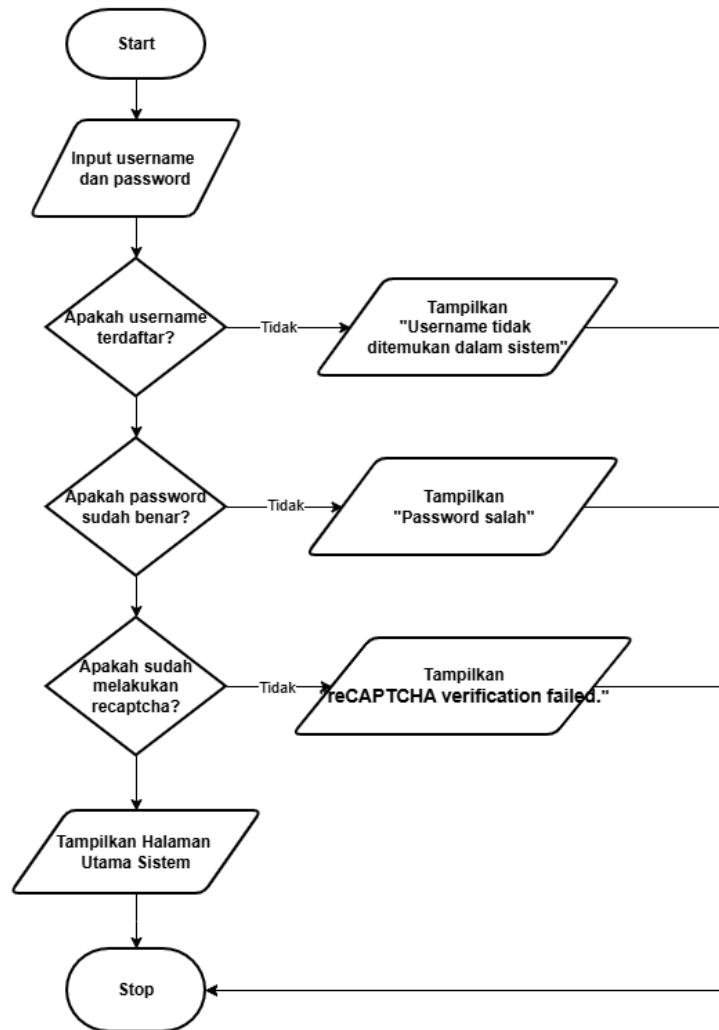 Start
Input username
dan password
Apakah username
terdaftar?
Tidak
Tampilkan
"Username tidak
ditemukan dalam sistem"
Apakah password
sudah benar?
Tidak
Tampilkan
"Password salah"
Apakah sudah
melakukan
recaptcha?
Tidak
Tampilkan
"reCAPTCHA verification failed."
Tampilkan Halaman
Utama Sistem
Stop